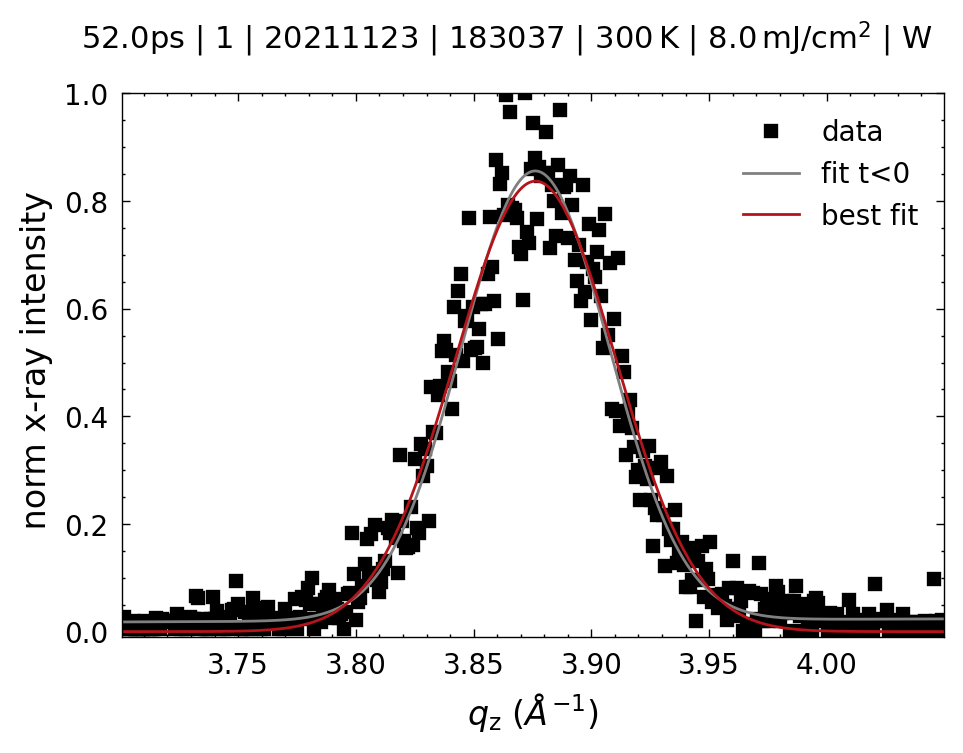 52.0ps | 1 | 20211123 | 183037 | 300 K | 8.0 mJ/cm² | W
1.0
0.8
0.6
0.4
0.2
0.0
norm x-ray intensity
data
fit t<0
best fit
3.75 3.80 3.85 3.90 3.95 4.00
q_z (Å⁻¹)